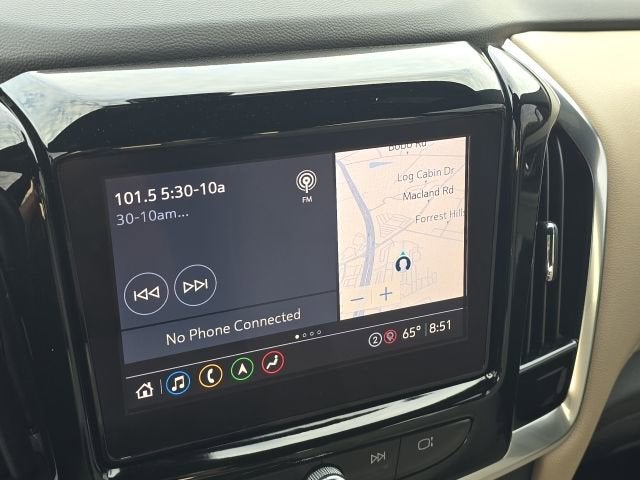 101.5 5:30-10a
30-10am...
FM
Bobo Rd
Log Cabin Dr
Macland Rd
Forrest Hills
No Phone Connected
2
65° 8:51